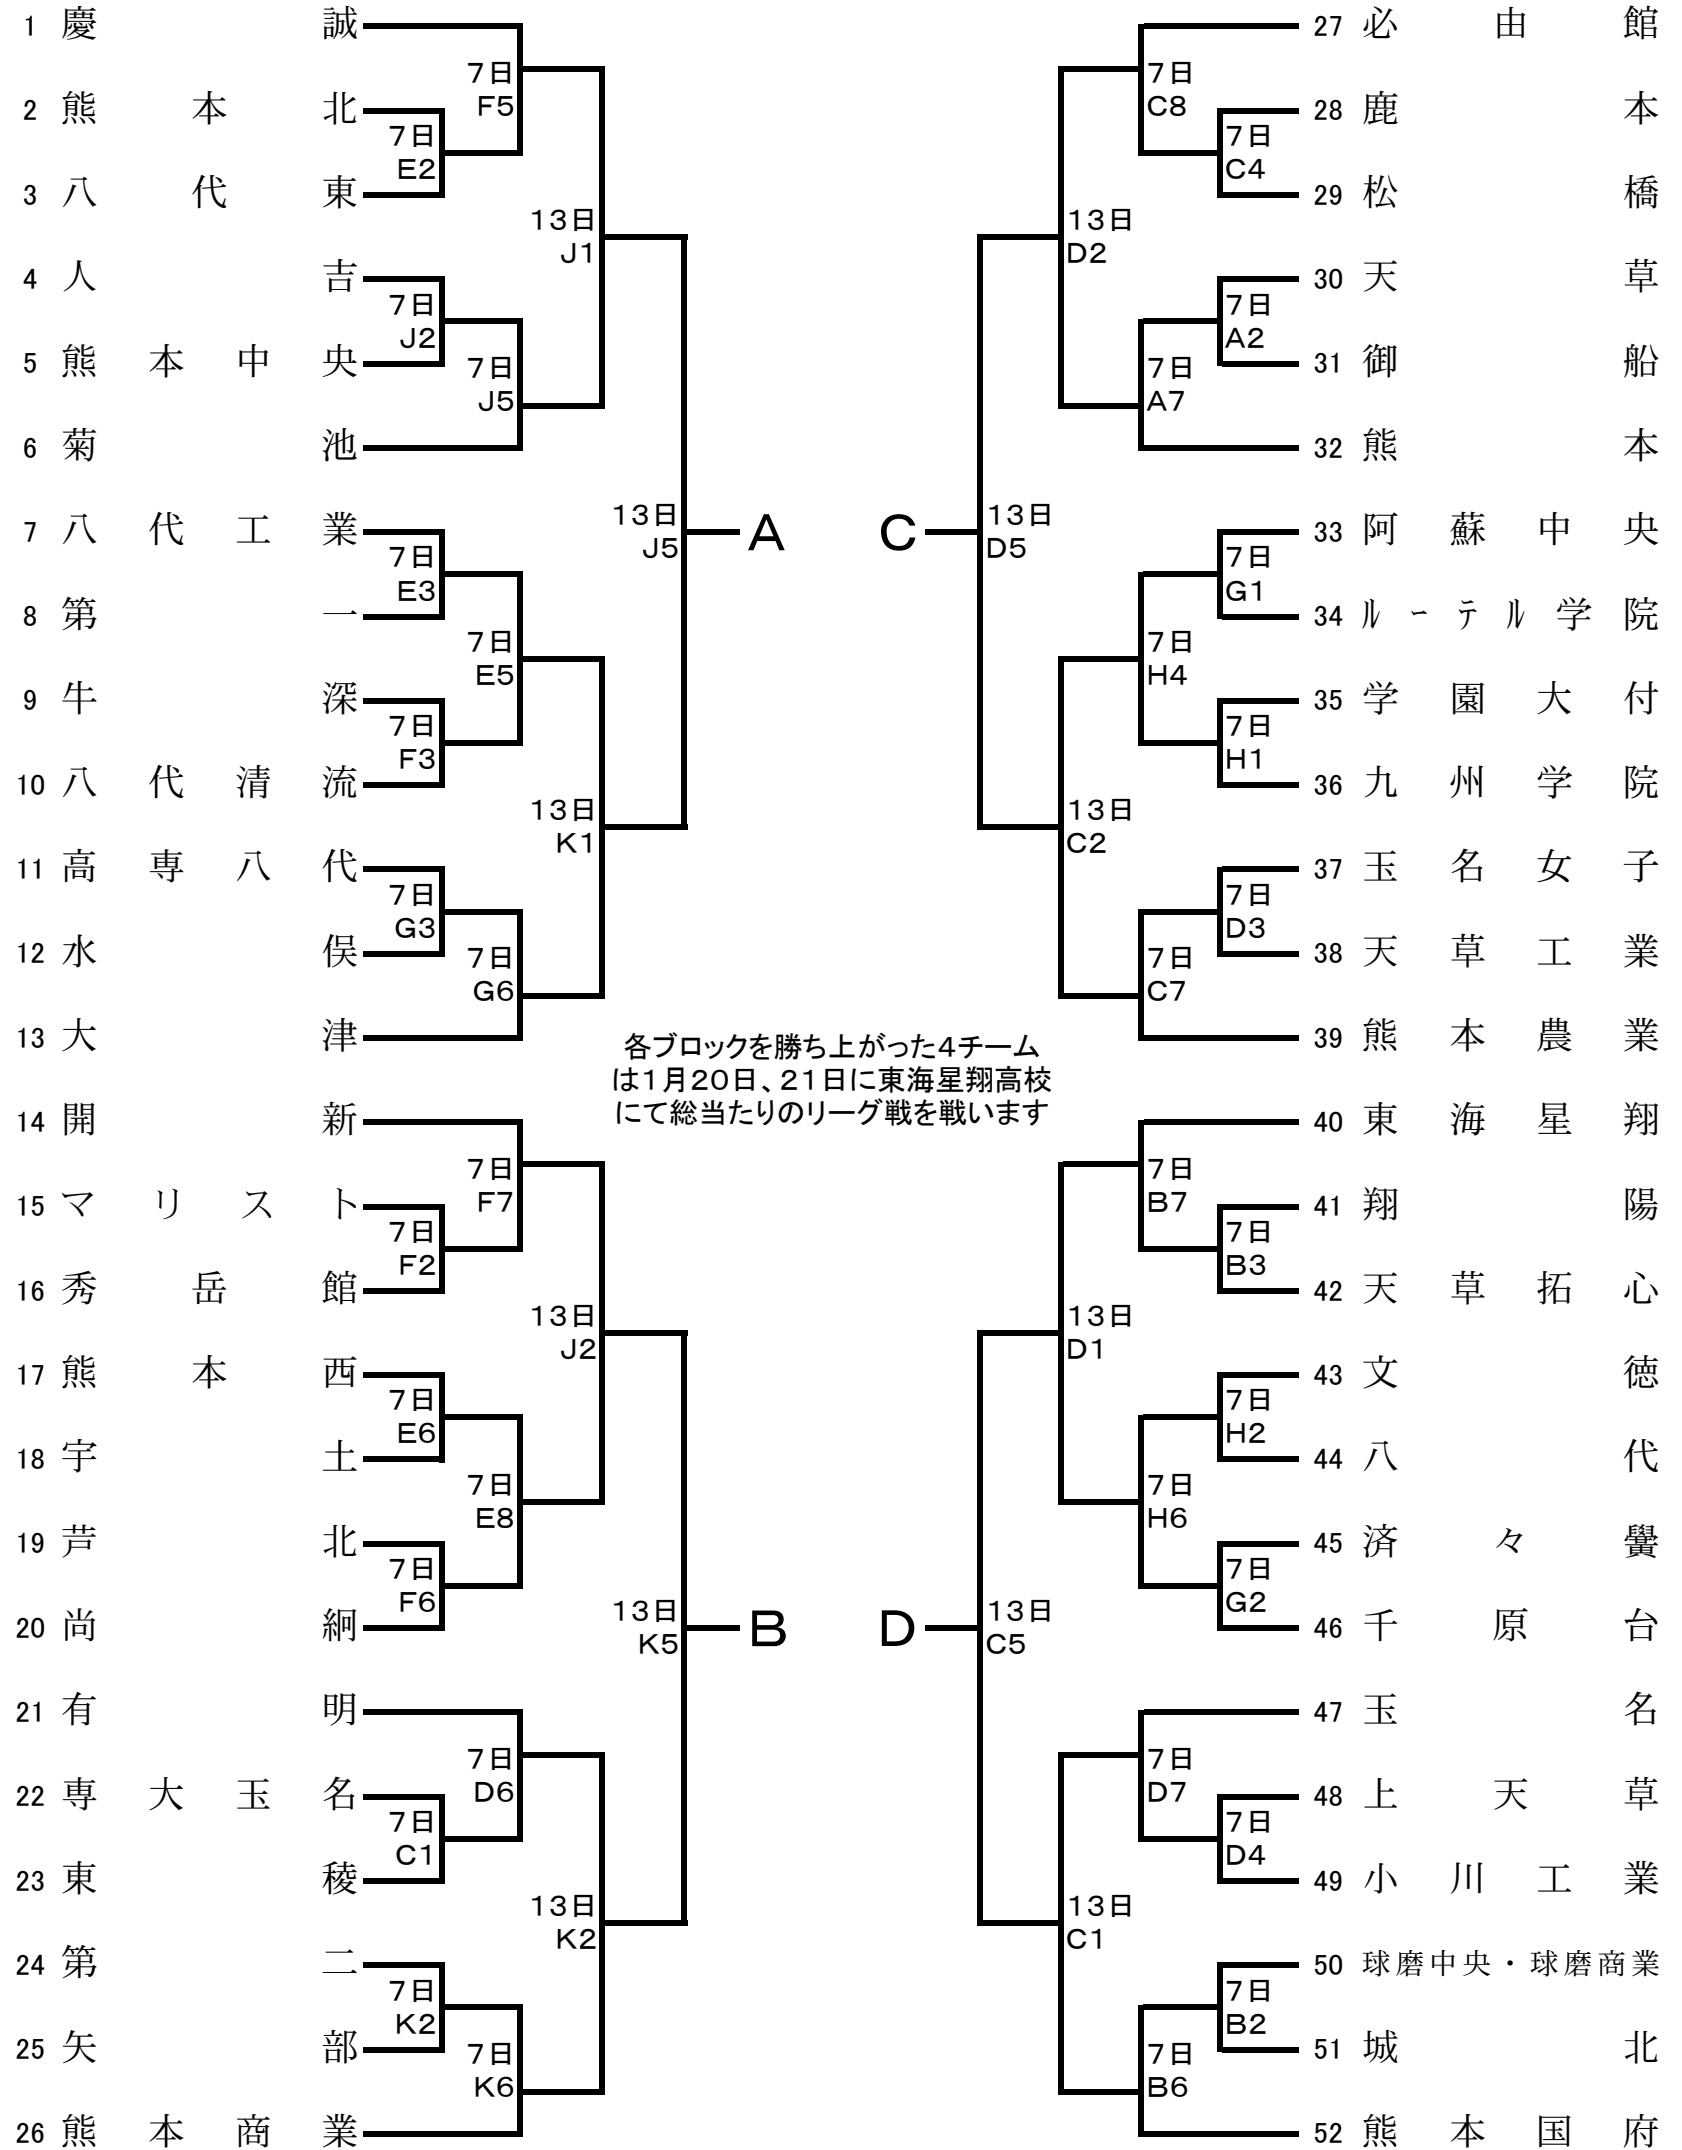 1 慶誠
7日
F5
2 熊本北
7日
E2
3 八代東
13日
J1
4 人吉
7日
J2
5 熊本中央
7日
J5
6 菊池
13日
J5
A
7 八代工業
7日
E3
8 第一
7日
E5
9 牛深
7日
F3
10 八代清流
13日
K1
11 高専八代
7日
G3
12 水俣
7日
G6
13 大津
14 開新
7日
F7
15 マリスト
7日
F2
16 秀岳館
13日
J2
17 熊本西
7日
E6
18 宇土
7日
E8
19 芦北
7日
F6
20 尚絅
13日
K5
B
21 有明
7日
D6
22 専大玉名
7日
C1
23 東稜
13日
K2
24 第二
7日
K2
25 矢部
7日
K6
26 熊本商業
各ブロックを勝ち上がった4チーム
は1月20日、21日に東海星翔高校
にて総当たりのリーグ戦を戦います
27 必由館
7日
C8
28 鹿本
7日
C4
29 松橋
13日
D2
30 天草
7日
A2
31 御船
7日
A7
32 熊本
C
13日
D5
33 阿蘇中央
7日
G1
34 ルーテル学院
7日
H4
35 学園大付
7日
H1
36 九州学院
13日
C2
37 玉名女子
7日
D3
38 天草工業
7日
C7
39 熊本農業
40 東海星翔
7日
B7
41 翔陽
7日
B3
42 天草拓心
13日
D1
43 文徳
7日
H2
44 八代
7日
H6
45 済々黌
7日
G2
46 千原台
D
13日
C5
47 玉名
7日
D7
48 上天草
7日
D4
49 小川工業
13日
C1
50 球磨中央・球磨商業
7日
B2
51 城北
7日
B6
52 熊本国府